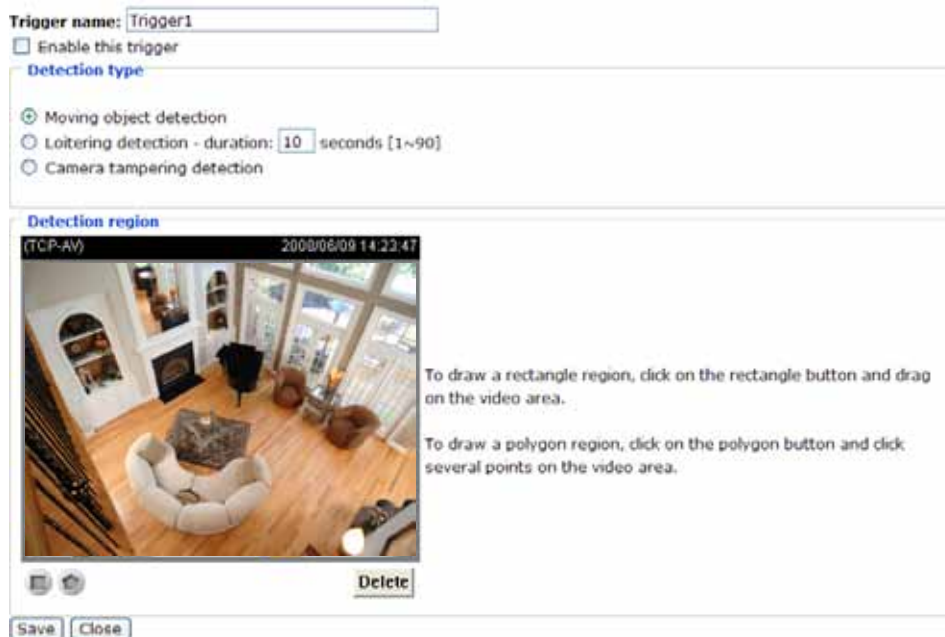 Trigger name: Trigger1
Enable this trigger
Detection type
Moving object detection
Loitering detection - duration: 10 seconds [1~90]
Camera tampering detection
Detection region
(TCP-AV) 2008/06/09 14:23:47
To draw a rectangle region, click on the rectangle button and drag
on the video area.
To draw a polygon region, click on the polygon button and click
several points on the video area.
Delete
Save Close